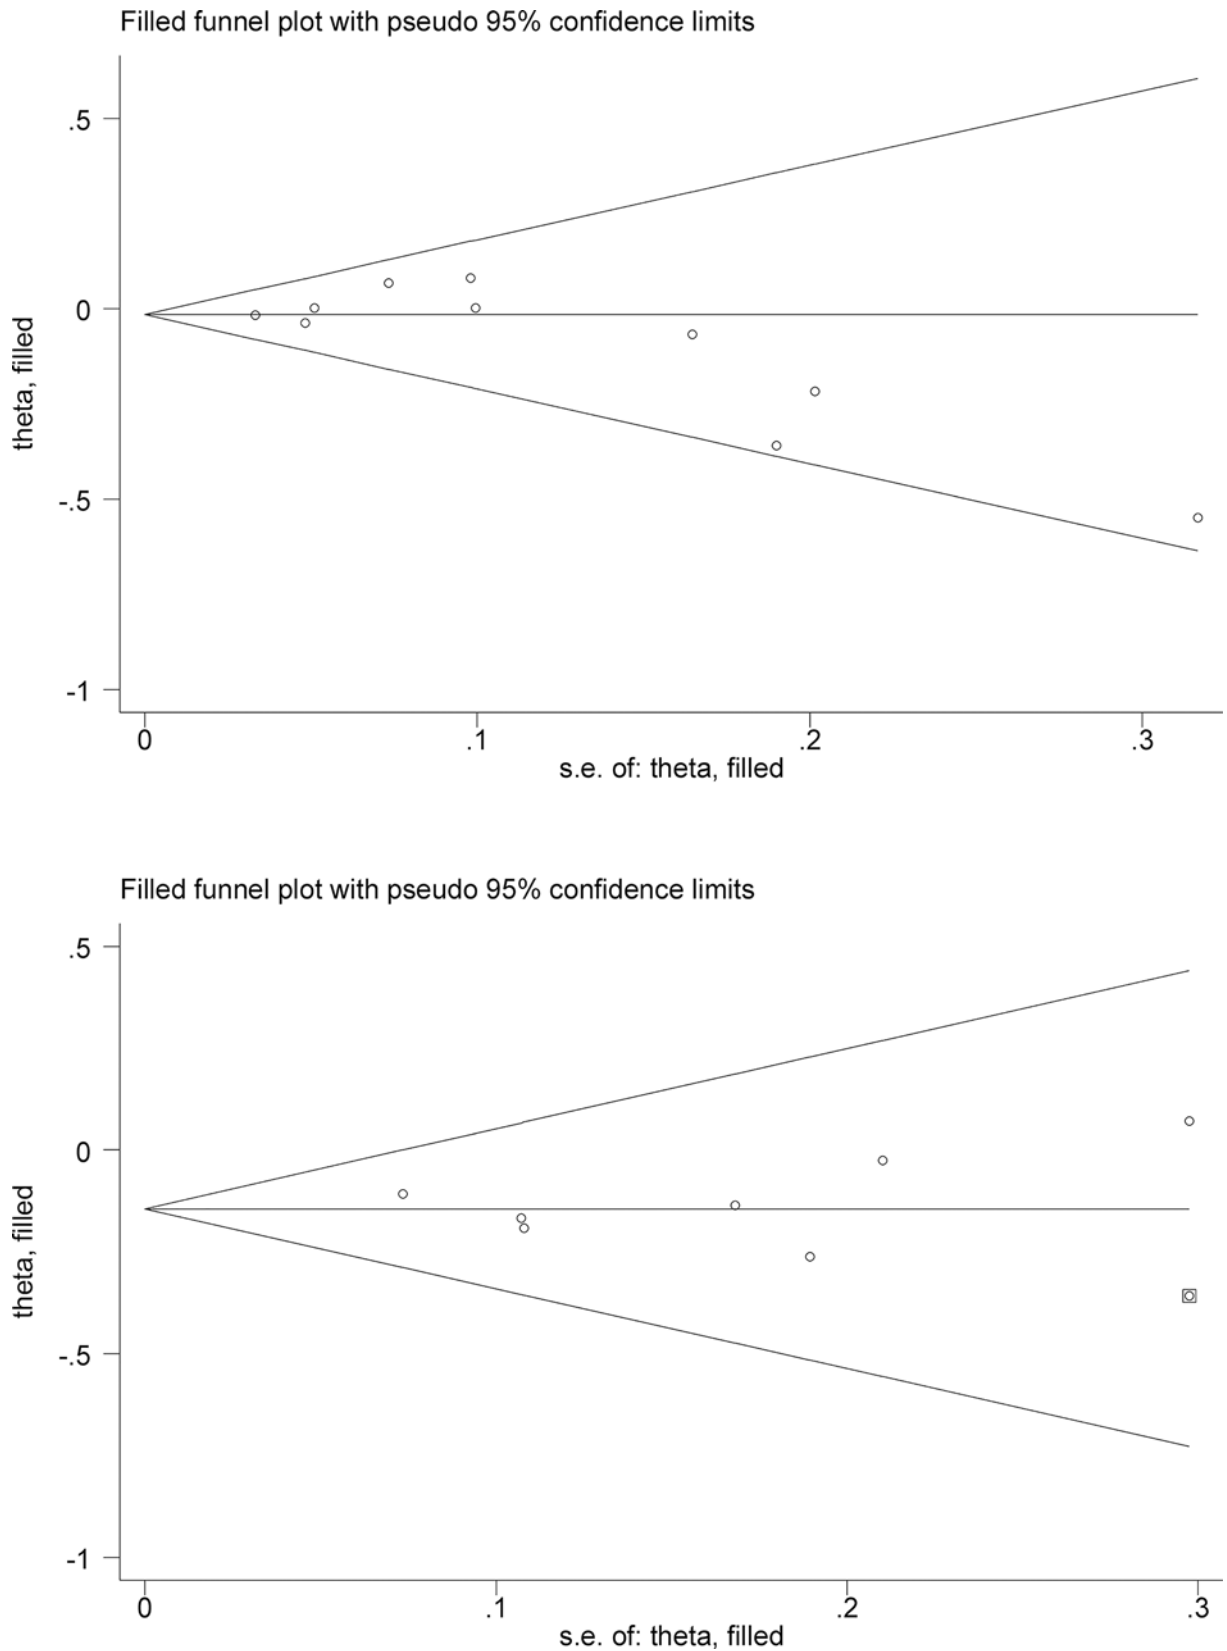 Filled funnel plot with pseudo 95% confidence limits
.5
0
-.5
-1
theta, filled
0 .1 .2 .3
s.e. of: theta, filled
Filled funnel plot with pseudo 95% confidence limits
.5
0
-.5
-1
theta, filled
0 .1 .2 .3
s.e. of: theta, filled